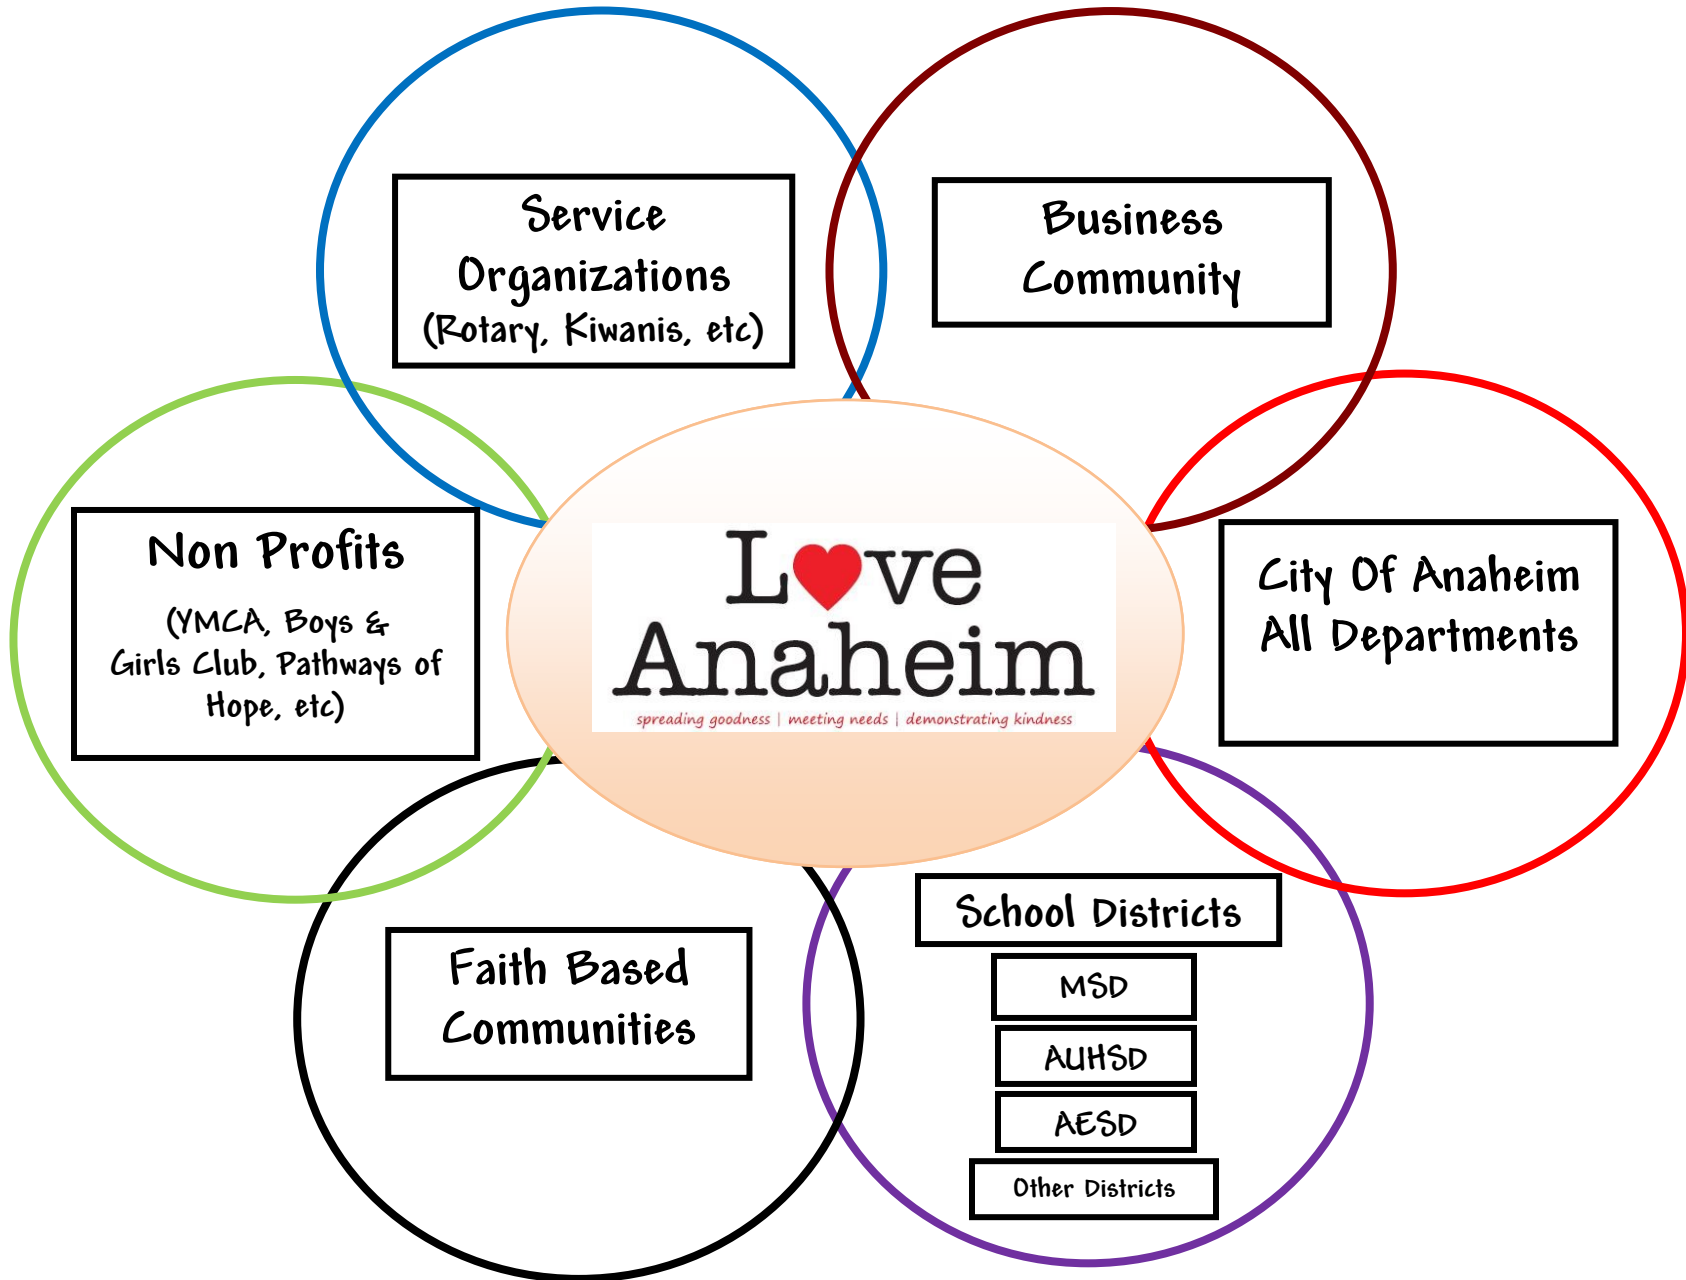 Service
Organizations
(Rotary, Kiwanis, etc)
Business
Community
Non Profits
(YMCA, Boys &
Girls Club, Pathways of
Hope, etc)
Love
Anaheim
spreading goodness | meeting needs | demonstrating kindness
City Of Anaheim
All Departments
Faith Based
Communities
School Districts
MSD
AUHSD
AESD
Other Districts